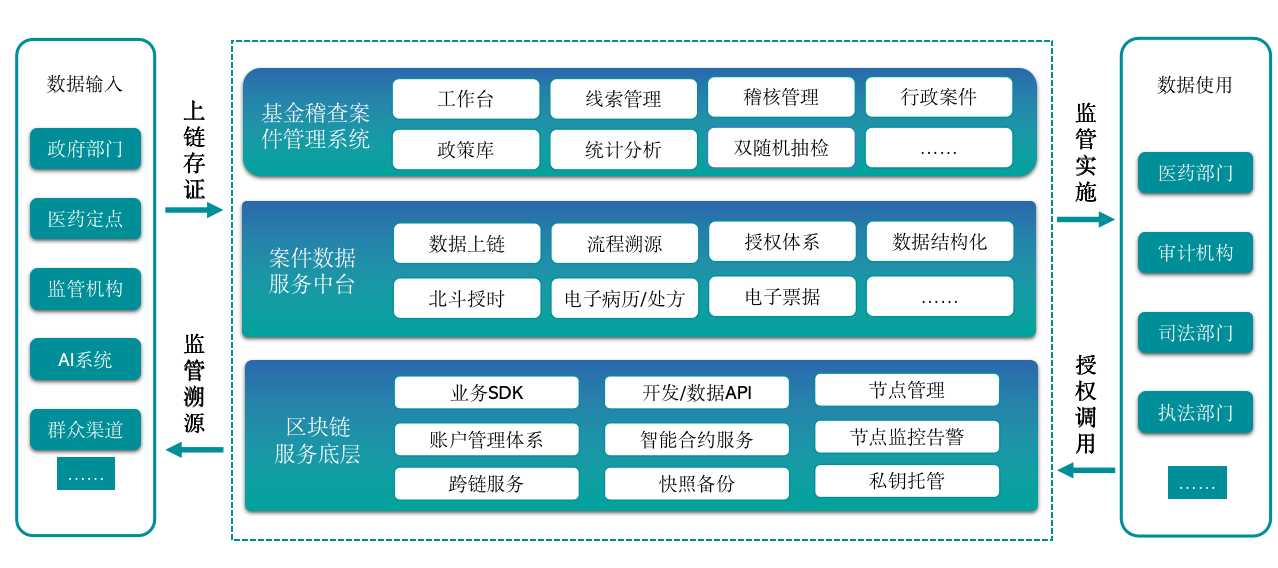 数据输入
政府部门
医药定点
监管机构
AI系统
群众渠道
……
上链存证
监管溯源
基金稽查案
件管理系统
工作台
线索管理
稽核管理
行政案件
政策库
统计分析
双随机抽检
……
案件数据
服务中台
数据上链
流程溯源
授权体系
数据结构化
北斗授时
电子病历/处方
电子票据
……
区块链
服务底层
业务SDK
开发/数据API
节点管理
账户管理体系
智能合约服务
节点监控告警
跨链服务
快照备份
私钥托管
监管实施
授权调用
数据使用
医药部门
审计机构
司法部门
执法部门
……